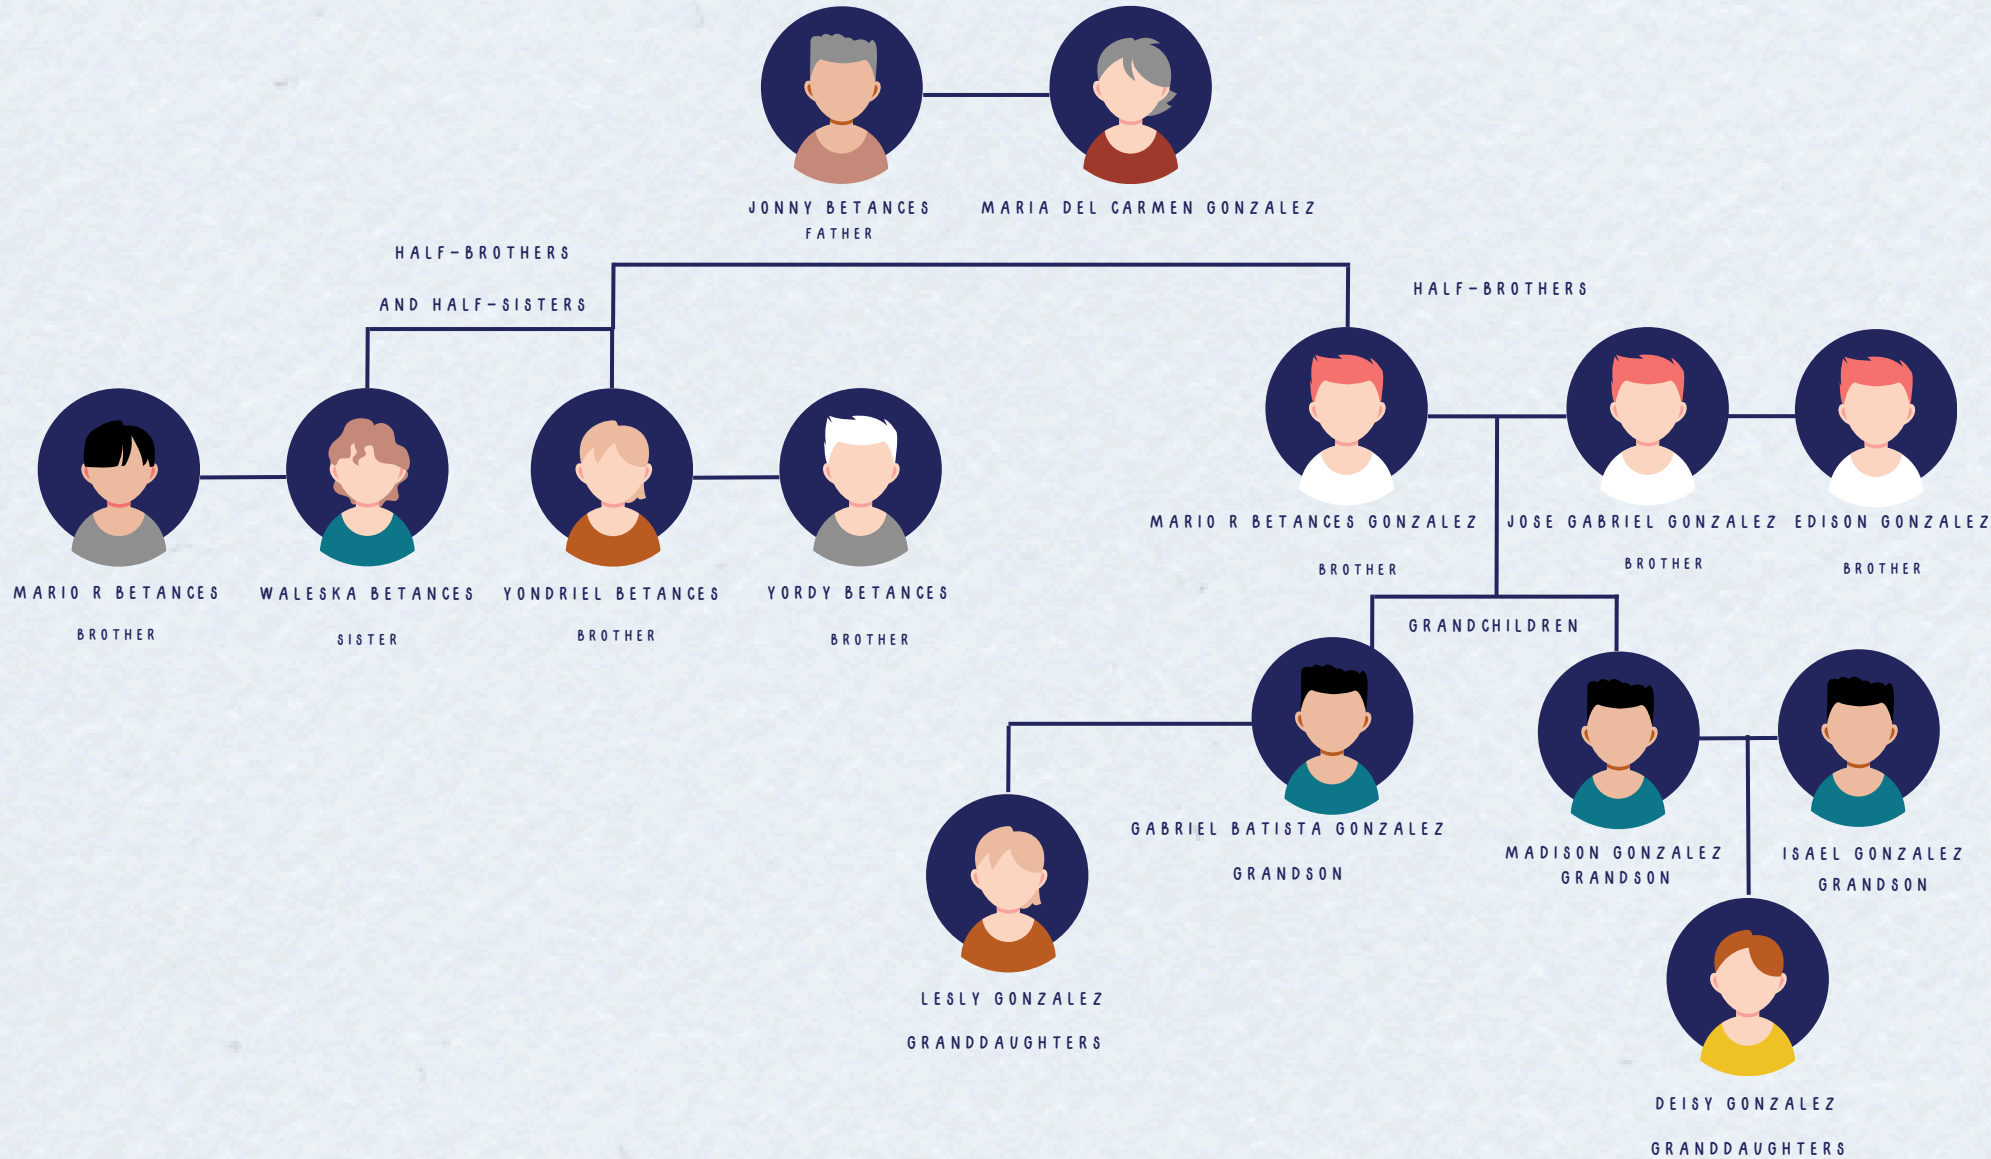 JONNY BETANCES
FATHER
MARIA DEL CARMEN GONZALEZ
HALF-BROTHERS
AND HALF-SISTERS
HALF-BROTHERS
MARIO R BETANCES
BROTHER
WALESKA BETANCES
SISTER
YONDRIEL BETANCES
BROTHER
YORDY BETANCES
BROTHER
MARIO R BETANCES GONZALEZ
BROTHER
JOSE GABRIEL GONZALEZ
BROTHER
EDISON GONZALEZ
BROTHER
GRANDCHILDREN
GABRIEL BATISTA GONZALEZ
GRANDSON
MADISON GONZALEZ
GRANDSON
ISAEL GONZALEZ
GRANDSON
LESLY GONZALEZ
GRANDDAUGHTERS
DEISY GONZALEZ
GRANDDAUGHTERS